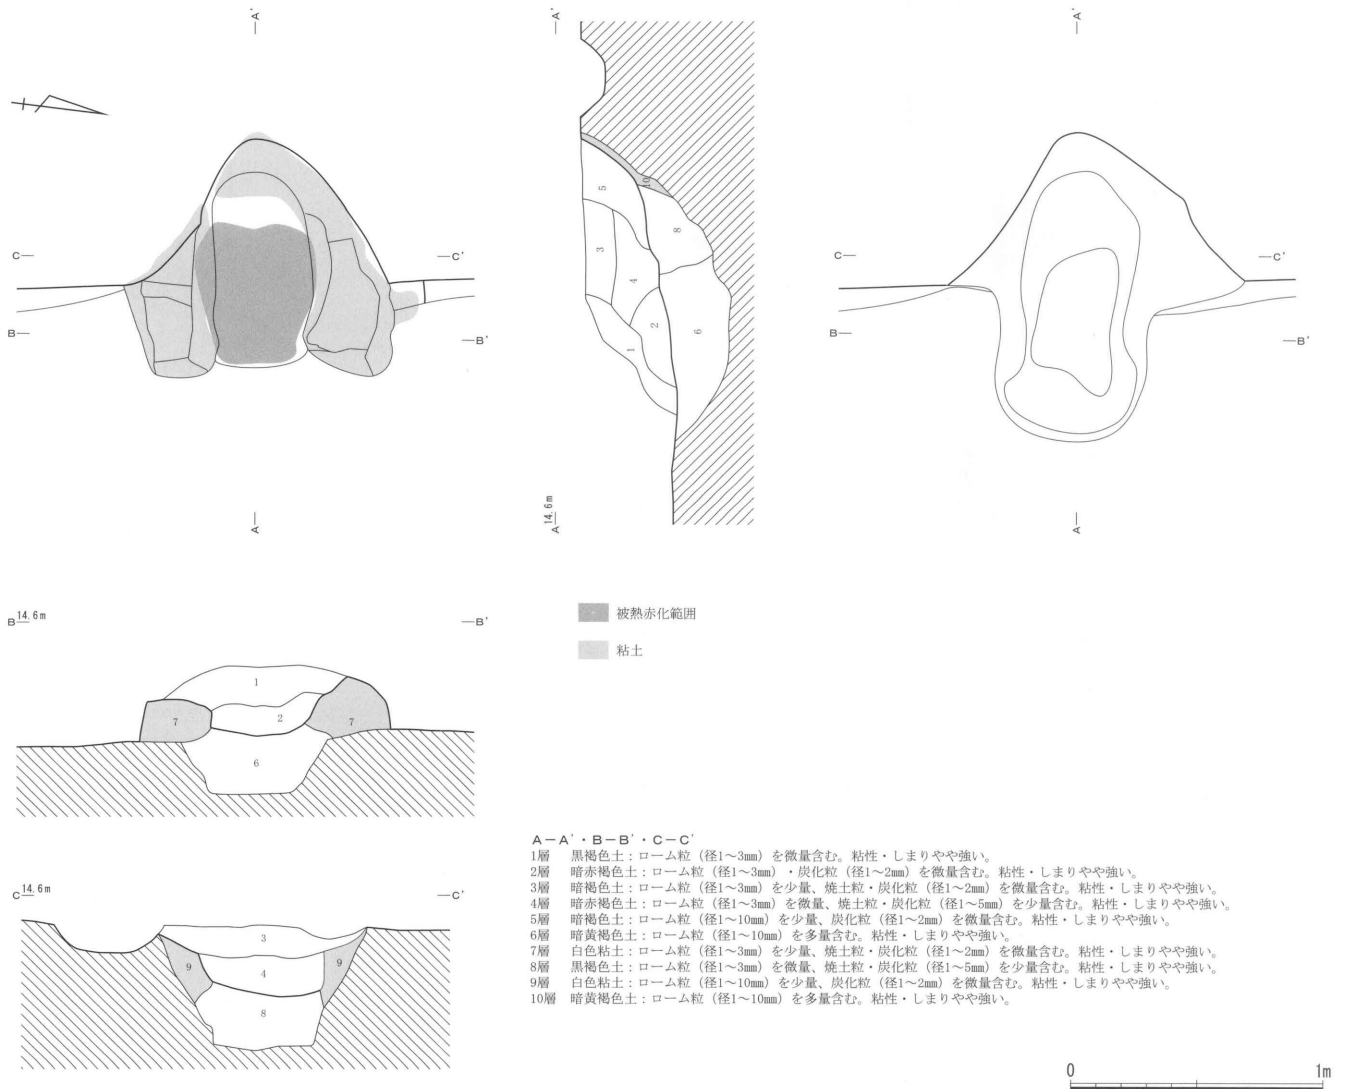 A'
A'
A'
C
C'
C
C'
B
B'
B
B'
5
10
3
8
4
2
6
1
A
A 14.6m
A
B 14.6m
B'
被熱赤化範囲
粘土
1
2
7
7
6
C 14.6m
C'
3
9
9
4
8
A－A'・B－B'・C－C'
1層 黒褐色土：ローム粒（径1～3mm）を微量含む。粘性・しまりやや強い。
2層 暗赤褐色土：ローム粒（径1～3mm）・炭化粒（径1～2mm）を微量含む。粘性・しまりやや強い。
3層 暗褐色土：ローム粒（径1～3mm）を少量、焼土粒・炭化粒（径1～2mm）を微量含む。粘性・しまりやや強い。
4層 暗赤褐色土：ローム粒（径1～3mm）を微量、焼土粒・炭化粒（径1～5mm）を少量含む。粘性・しまりやや強い。
5層 暗褐色土：ローム粒（径1～10mm）を少量、炭化粒（径1～2mm）を微量含む。粘性・しまりやや強い。
6層 暗黄褐色土：ローム粒（径1～10mm）を多量含む。粘性・しまりやや強い。
7層 白色粘土：ローム粒（径1～3mm）を少量、焼土粒・炭化粒（径1～2mm）を微量含む。粘性・しまりやや強い。
8層 黒褐色土：ローム粒（径1～3mm）を微量、焼土粒・炭化粒（径1～5mm）を少量含む。粘性・しまりやや強い。
9層 白色粘土：ローム粒（径1～10mm）を少量、炭化粒（径1～2mm）を微量含む。粘性・しまりやや強い。
10層 暗黄褐色土：ローム粒（径1～10mm）を多量含む。粘性・しまりやや強い。
0 1m